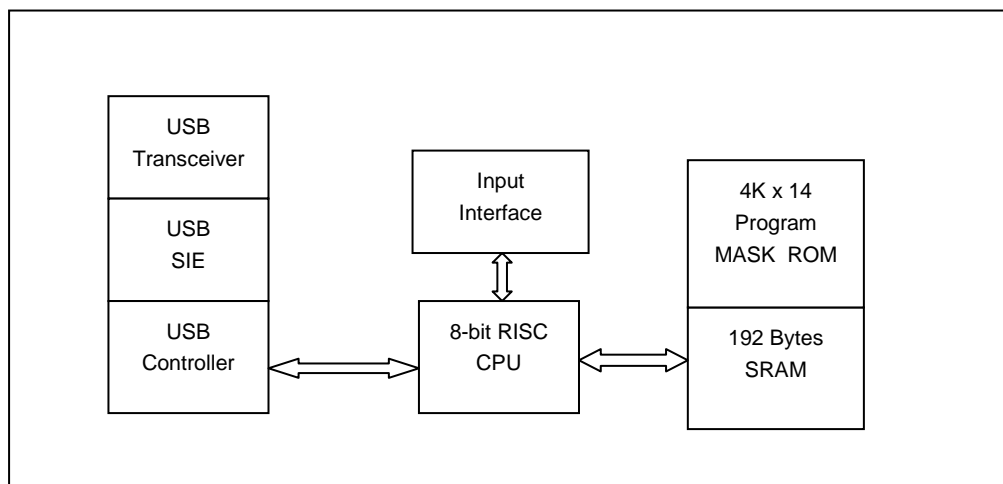 USB
Transceiver
USB
SIE
USB
Controller
Input
Interface
8-bit RISC
CPU
4K x 14
Program
MASK ROM
192 Bytes
SRAM